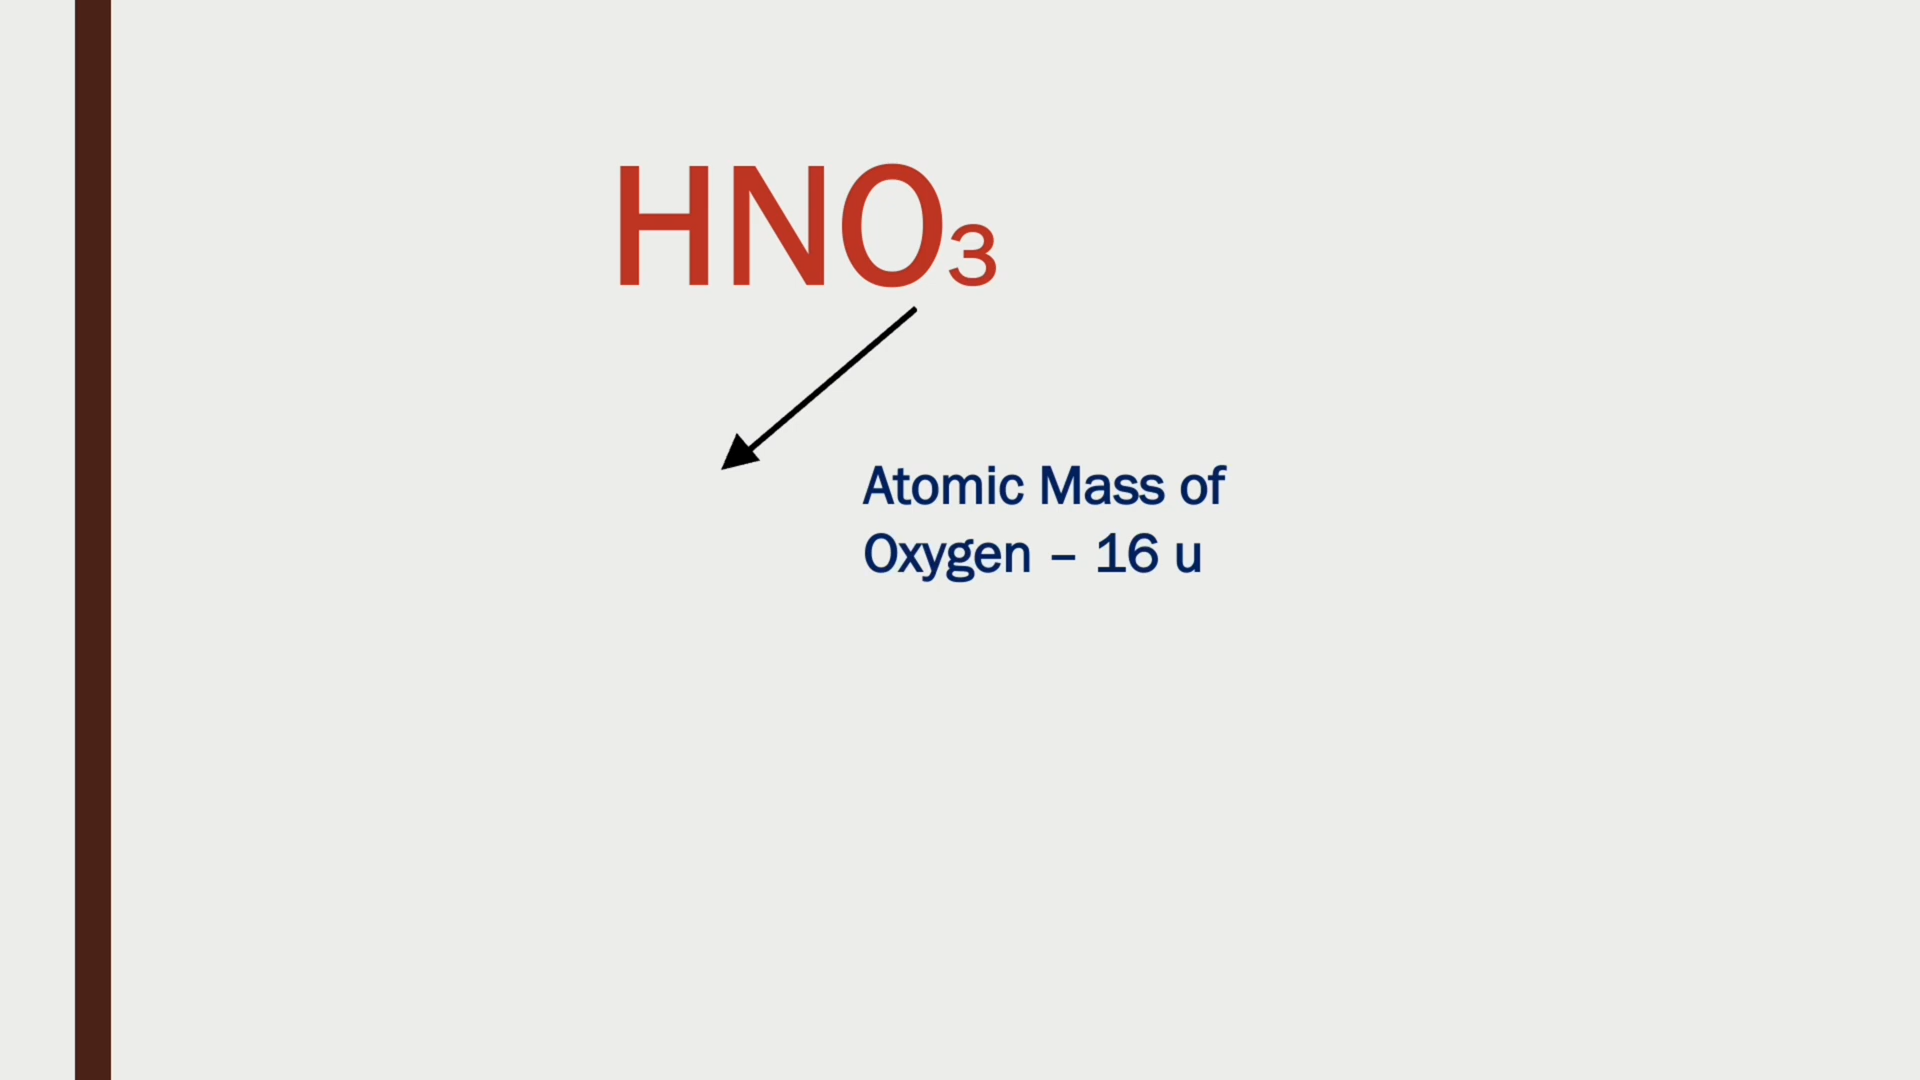 HNO₃
Atomic Mass of
Oxygen – 16 u